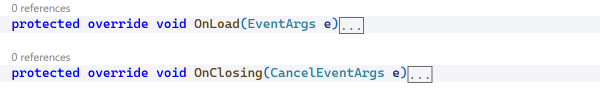 0 references
protected override void OnLoad(EventArgs e)...
0 references
protected override void OnClosing(CancelEventArgs e)...